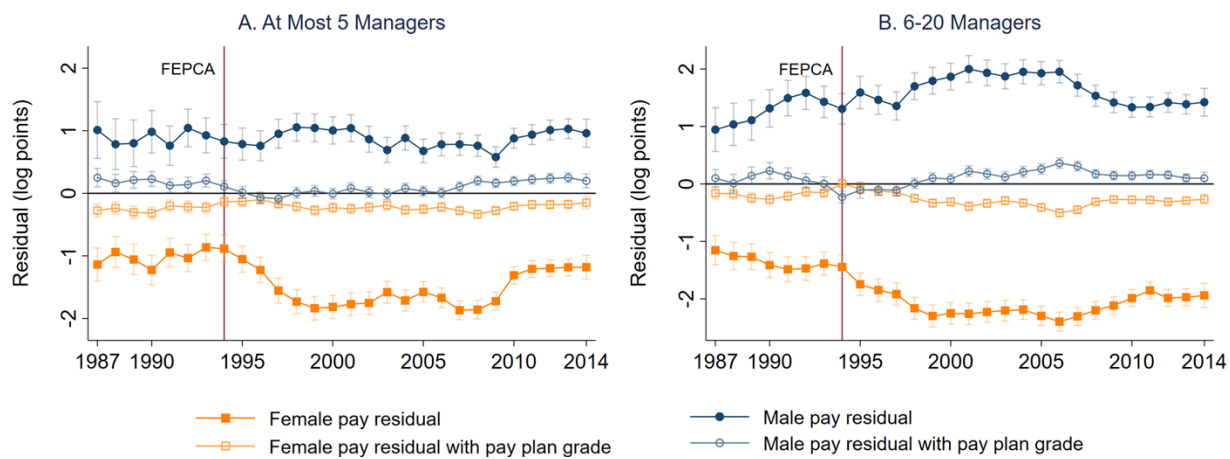 A. At Most 5 Managers
B. 6-20 Managers
FEPCA
FEPCA
Residual (log points)
2
1
0
-1
-2
1987 1990 1995 2000 2005 2010 2014
Residual (log points)
2
1
0
-1
-2
1987 1990 1995 2000 2005 2010 2014
Female pay residual
Female pay residual with pay plan grade
Male pay residual
Male pay residual with pay plan grade